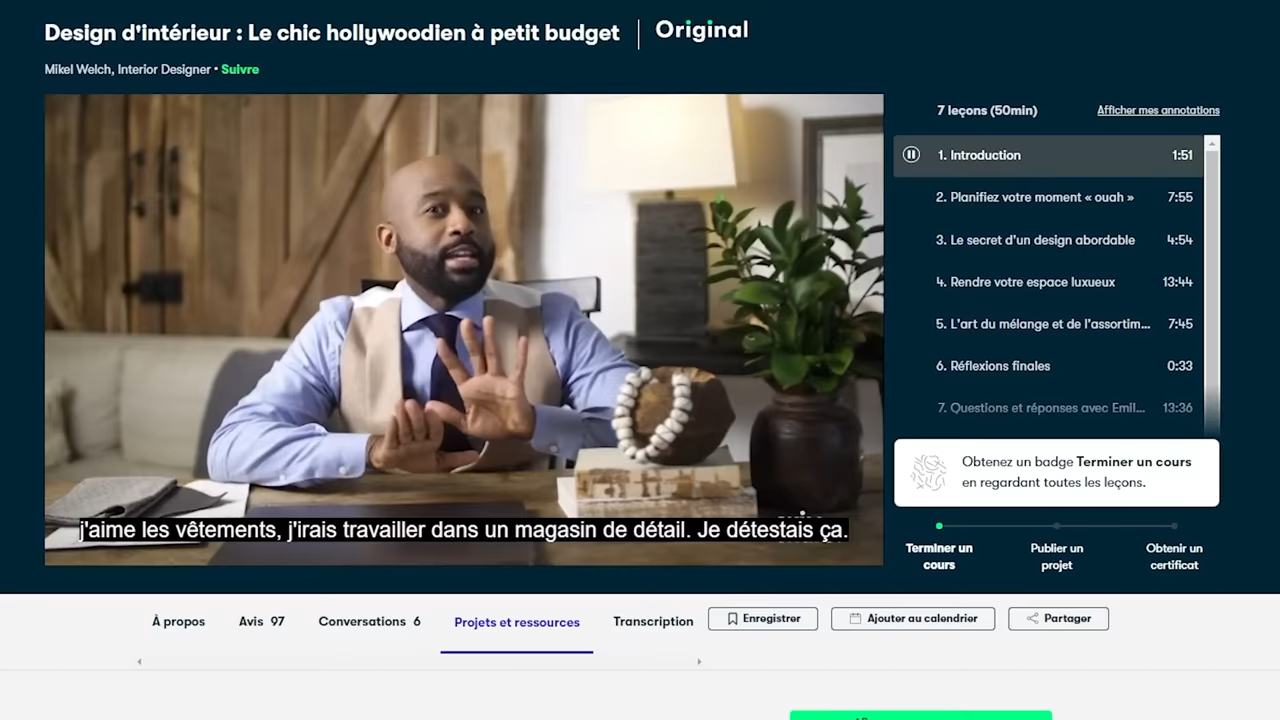 Design d'intérieur : Le chic hollywoodien à petit budget
Original
Mikel Welch, Interior Designer • Suivre
7 leçons (50min)
Afficher mes annotations
1. Introduction 1:51
2. Planifiez votre moment « ouah » 7:55
3. Le secret d'un design abordable 4:54
4. Rendre votre espace luxueux 13:44
5. L'art du mélange et de l'assortim... 7:45
6. Réflexions finales 0:33
7. Questions et réponses avec Emil... 13:36
j'aime les vêtements, j'irais travailler dans un magasin de détail. Je détestais ça.
Obtenez un badge Terminer un cours
en regardant toutes les leçons.
Terminer un
cours
Publier un
projet
Obtenir un
certificat
À propos
Avis 97
Conversations 6
Projets et ressources
Transcription
Enregistrer
Ajouter au calendrier
Partager